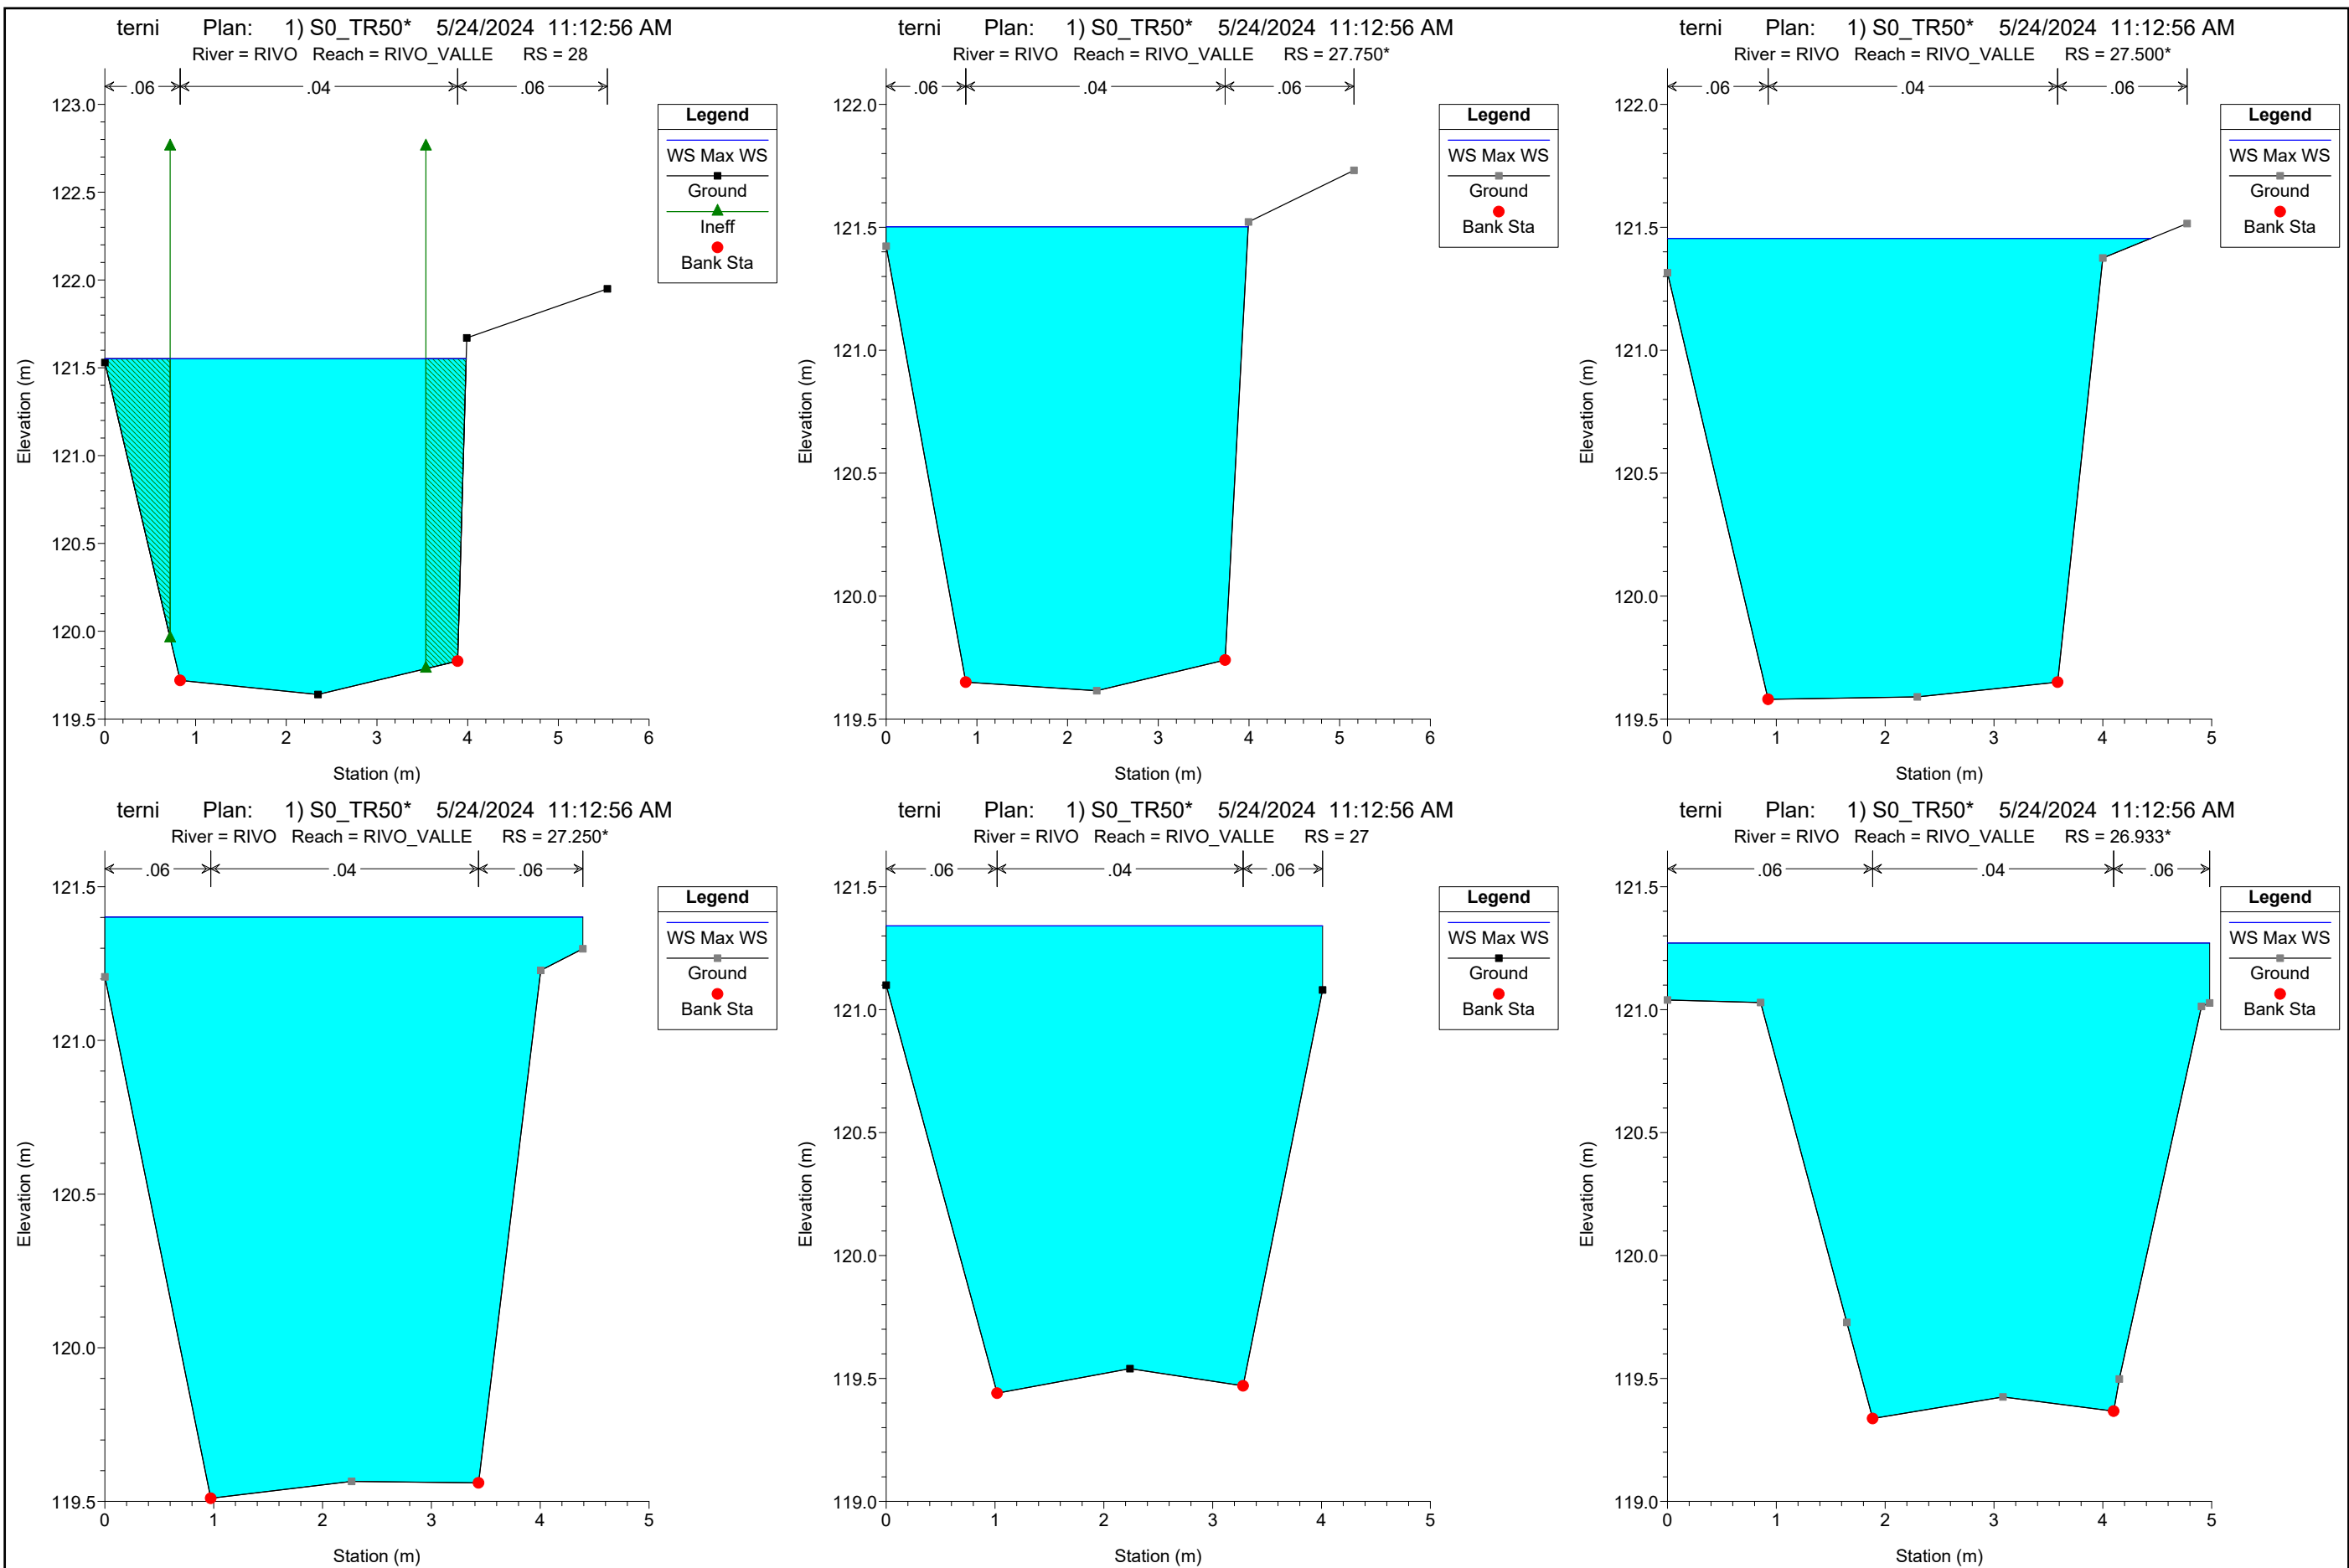 terni Plan: 1) S0_TR50* 5/24/2024 11:12:56 AM
River = RIVO Reach = RIVO_VALLE RS = 28
.06 .04 .06
123.0
122.5
122.0
121.5
121.0
120.5
120.0
119.5
Elevation (m)
0 1 2 3 4 5 6
Station (m)
Legend
WS Max WS
Ground
Ineff
Bank Sta
terni Plan: 1) S0_TR50* 5/24/2024 11:12:56 AM
River = RIVO Reach = RIVO_VALLE RS = 27.750*
.06 .04 .06
122.0
121.5
121.0
120.5
120.0
119.5
Elevation (m)
0 1 2 3 4 5 6
Station (m)
Legend
WS Max WS
Ground
Bank Sta
terni Plan: 1) S0_TR50* 5/24/2024 11:12:56 AM
River = RIVO Reach = RIVO_VALLE RS = 27.500*
.06 .04 .06
122.0
121.5
121.0
120.5
120.0
119.5
Elevation (m)
0 1 2 3 4 5
Station (m)
Legend
WS Max WS
Ground
Bank Sta
terni Plan: 1) S0_TR50* 5/24/2024 11:12:56 AM
River = RIVO Reach = RIVO_VALLE RS = 27.250*
.06 .04 .06
121.5
121.0
120.5
120.0
119.5
Elevation (m)
0 1 2 3 4 5
Station (m)
Legend
WS Max WS
Ground
Bank Sta
terni Plan: 1) S0_TR50* 5/24/2024 11:12:56 AM
River = RIVO Reach = RIVO_VALLE RS = 27
.06 .04 .06
121.5
121.0
120.5
120.0
119.5
119.0
Elevation (m)
0 1 2 3 4 5
Station (m)
Legend
WS Max WS
Ground
Bank Sta
terni Plan: 1) S0_TR50* 5/24/2024 11:12:56 AM
River = RIVO Reach = RIVO_VALLE RS = 26.933*
.06 .04 .06
121.5
121.0
120.5
120.0
119.5
119.0
Elevation (m)
0 1 2 3 4 5
Station (m)
Legend
WS Max WS
Ground
Bank Sta